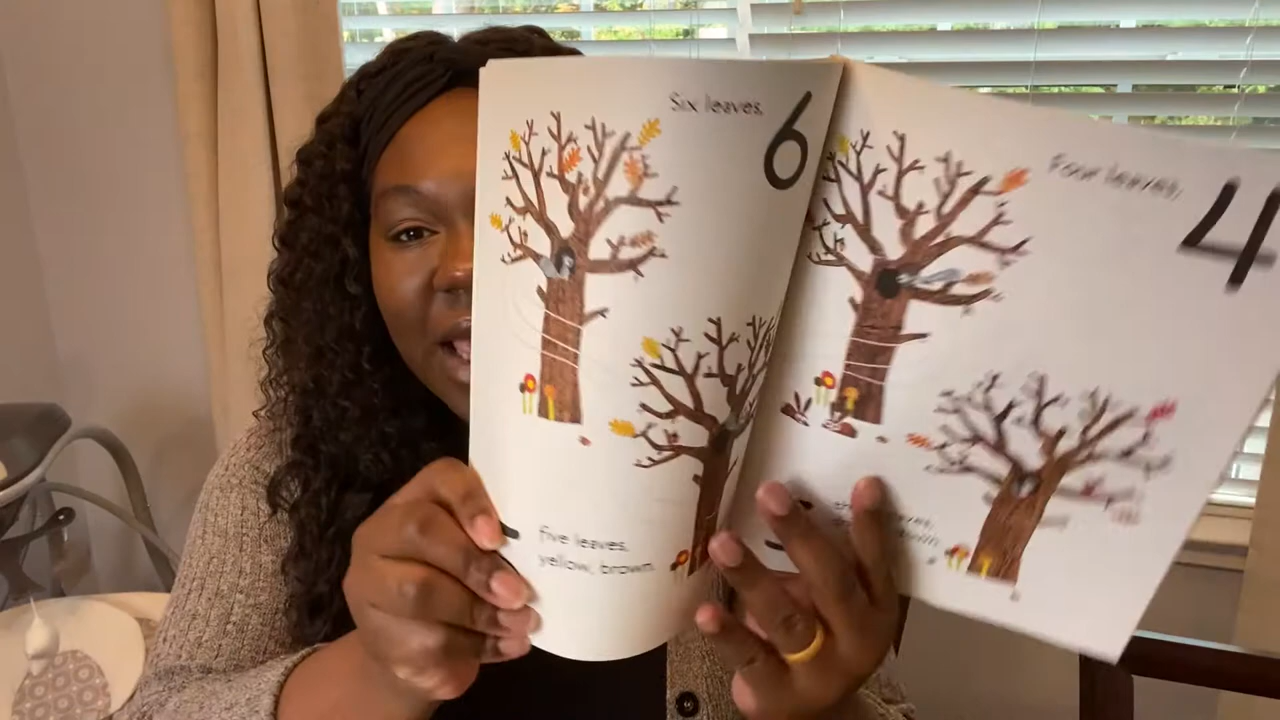 Six leaves,
6
five leaves,
yellow, brown.
Four leaves,
4